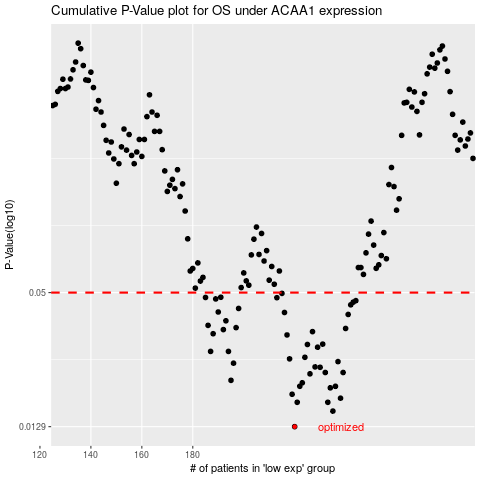 Cumulative P-Value plot for OS under ACAA1 expression
P-Value(log10)
0.05
0.0129
optimized
120 140 160 180
# of patients in 'low exp' group